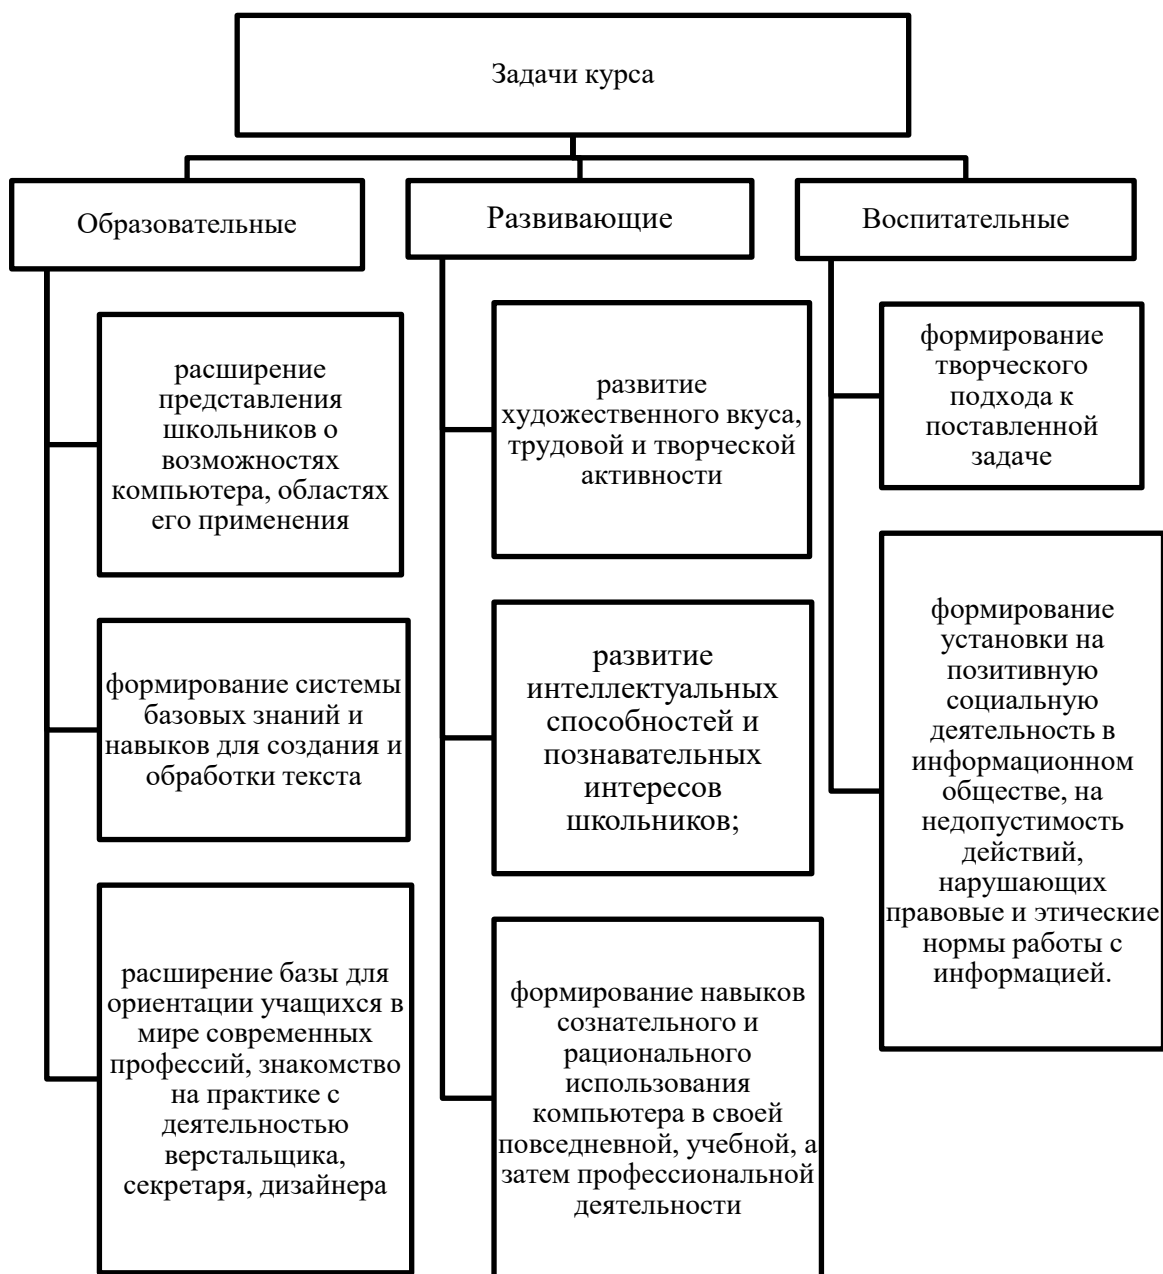 Задачи курса
Образовательные
расширение
представления
школьников о
возможностях
компьютера, областях
его применения
формирование системы
базовых знаний и
навыков для создания и
обработки текста
расширение базы для
ориентации учащихся в
мире современных
профессий, знакомство
на практике с
деятельностью
верстальщика,
секретаря, дизайнера
Развивающие
развитие
художественного вкуса,
трудовой и творческой
активности
развитие
интеллектуальных
способностей и
познавательных
интересов
школьников;
формирование навыков
сознательного и
рационального
использования
компьютера в своей
повседневной, учебной, а
затем профессиональной
деятельности
Воспитательные
формирование
творческого
подхода к
поставленной
задаче
формирование
установки на
позитивную
социальную
деятельность в
информационном
обществе, на
недопустимость
действий,
нарушающих
правовые и этические
нормы работы с
информацией.